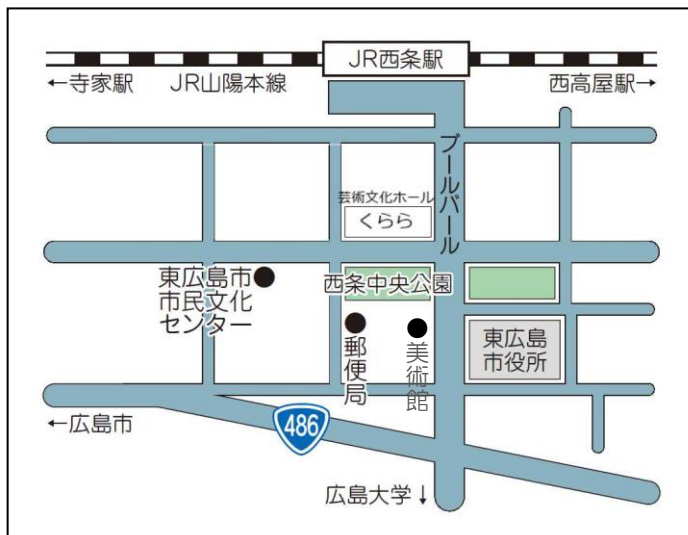 JR西条駅
←寺家駅
JR山陽本線
西高屋駅→
ブールバール
芸術文化ホール
くらら
東広島市
市民文化
センター
西条中央公園
郵便局
美術館
東広島
市役所
486
←広島市
広島大学↓